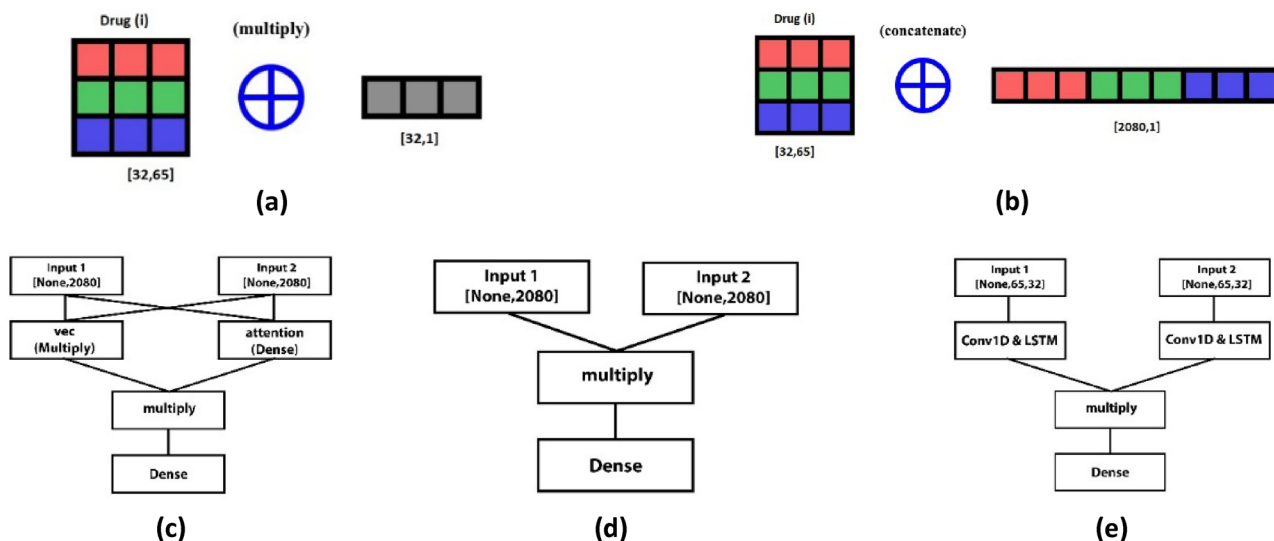 Drug (i)
(multiply)
[32,65]
[32,1]
(a)
Drug (i)
(concatenate)
[32,65]
[2080,1]
(b)
Input 1
[None,2080]
Input 2
[None,2080]
vec
(Multiply)
attention
(Dense)
multiply
Dense
(c)
Input 1
[None,2080]
Input 2
[None,2080]
multiply
Dense
(d)
Input 1
[None,65,32]
Input 2
[None,65,32]
Conv1D & LSTM
Conv1D & LSTM
multiply
Dense
(e)